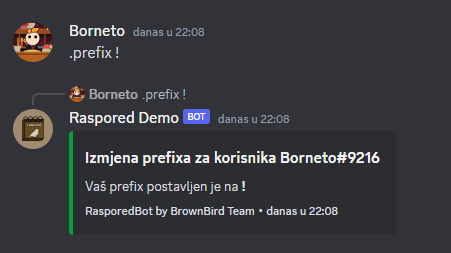 Borneto danas u 22:08
.prefix !
Borneto .prefix !
Raspored Demo BOT danas u 22:08
Izmjena prefixa za korisnika Borneto#9216
Vaš prefix postavljen je na !
RasporedBot by BrownBird Team • danas u 22:08